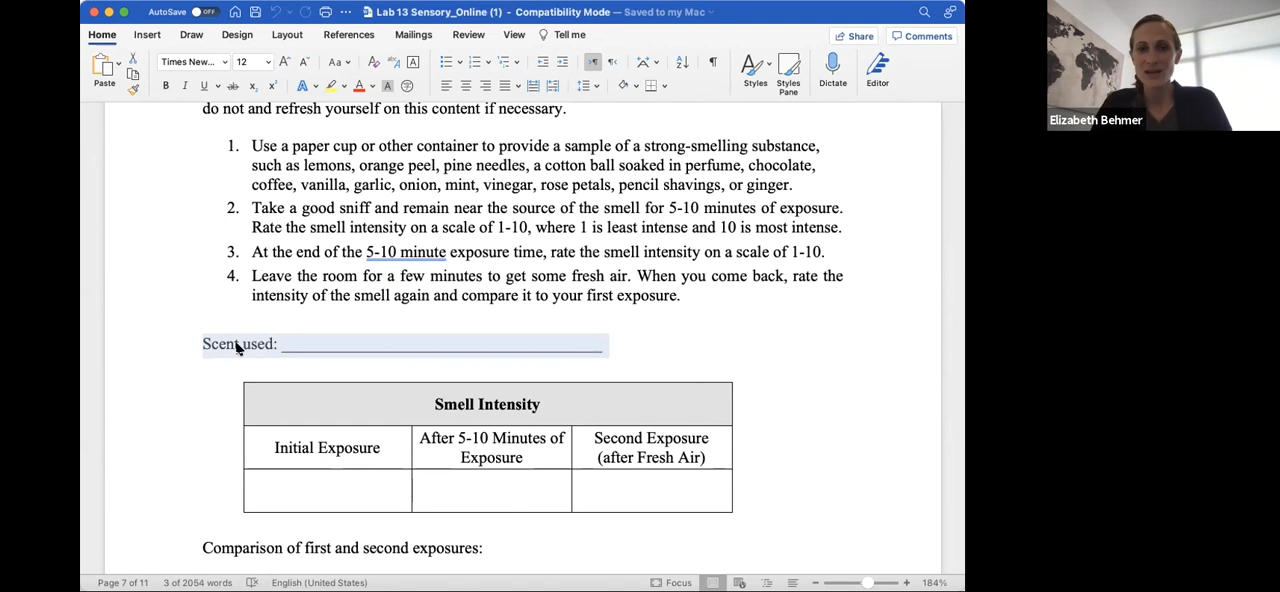 AutoSave OFF Lab 13 Sensory_Online (1) - Compatibility Mode — Saved to my Mac
Home Insert Draw Design Layout References Mailings Review View Tell me Share Comments
Paste Times New... 12 Aa Styles Styles Pane Dictate Editor
do not and refresh yourself on this content if necessary.
1. Use a paper cup or other container to provide a sample of a strong-smelling substance,
such as lemons, orange peel, pine needles, a cotton ball soaked in perfume, chocolate,
coffee, vanilla, garlic, onion, mint, vinegar, rose petals, pencil shavings, or ginger.
2. Take a good sniff and remain near the source of the smell for 5-10 minutes of exposure.
Rate the smell intensity on a scale of 1-10, where 1 is least intense and 10 is most intense.
3. At the end of the 5-10 minute exposure time, rate the smell intensity on a scale of 1-10.
4. Leave the room for a few minutes to get some fresh air. When you come back, rate the
intensity of the smell again and compare it to your first exposure.
Scent used: ______________________________
Smell Intensity
Initial Exposure
After 5-10 Minutes of
Exposure
Second Exposure
(after Fresh Air)
Comparison of first and second exposures:
Page 7 of 11 3 of 2054 words English (United States) Focus 184%
Elizabeth Behmer